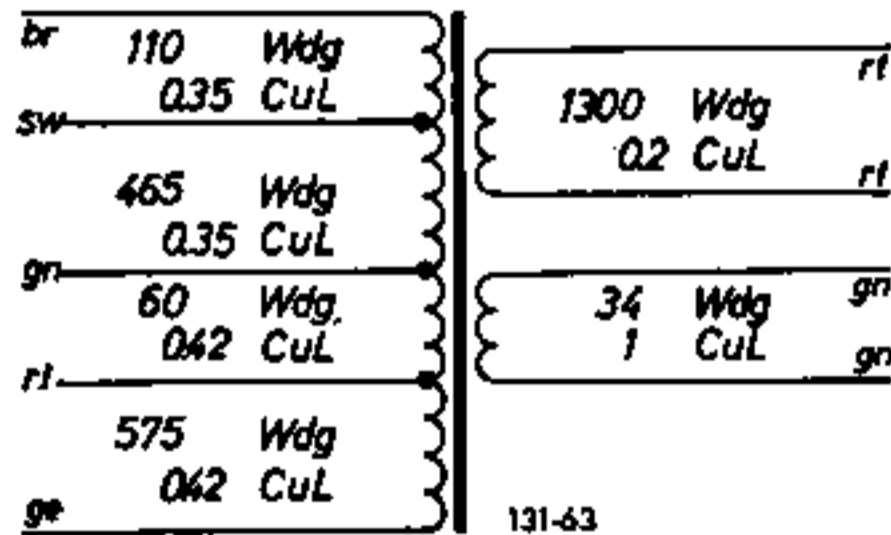 br
110 Wdg
0.35 CuL
sw
465 Wdg
0.35 CuL
gn
60 Wdg.
0.42 CuL
rt
575 Wdg
0.42 CuL
ge
rt
1300 Wdg
0.2 CuL
rt
gn
34 Wdg
1 CuL
gn
131-63